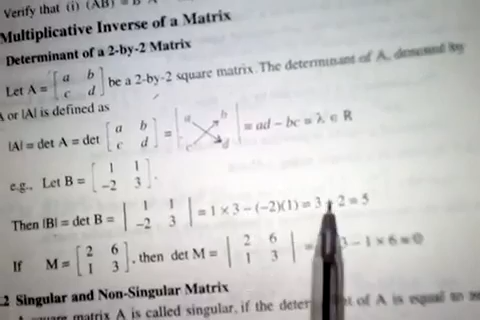 Verify that (i) (AB)
Multiplicative Inverse of a Matrix
Determinant of a 2-by-2 Matrix
Let A = [a b; c d] be a 2-by-2 square matrix. The determinant of A, denoted by
A or |A| is defined as
|A| = det A = det [a b; c d] = |a b; c d| = ad − bc = λ ∈ R
e.g., Let B = [1 1; −2 3].
Then |B| = det B = |1 1; −2 3| = 1 × 3 − (−2)(1) = 3 + 2 = 5
If M = [2 6; 1 3], then det M = |2 6; 1 3| = 3 − 1 × 6 = 0
.2 Singular and Non-Singular Matrix
matrix A is called singular, if the deter of A is equal to